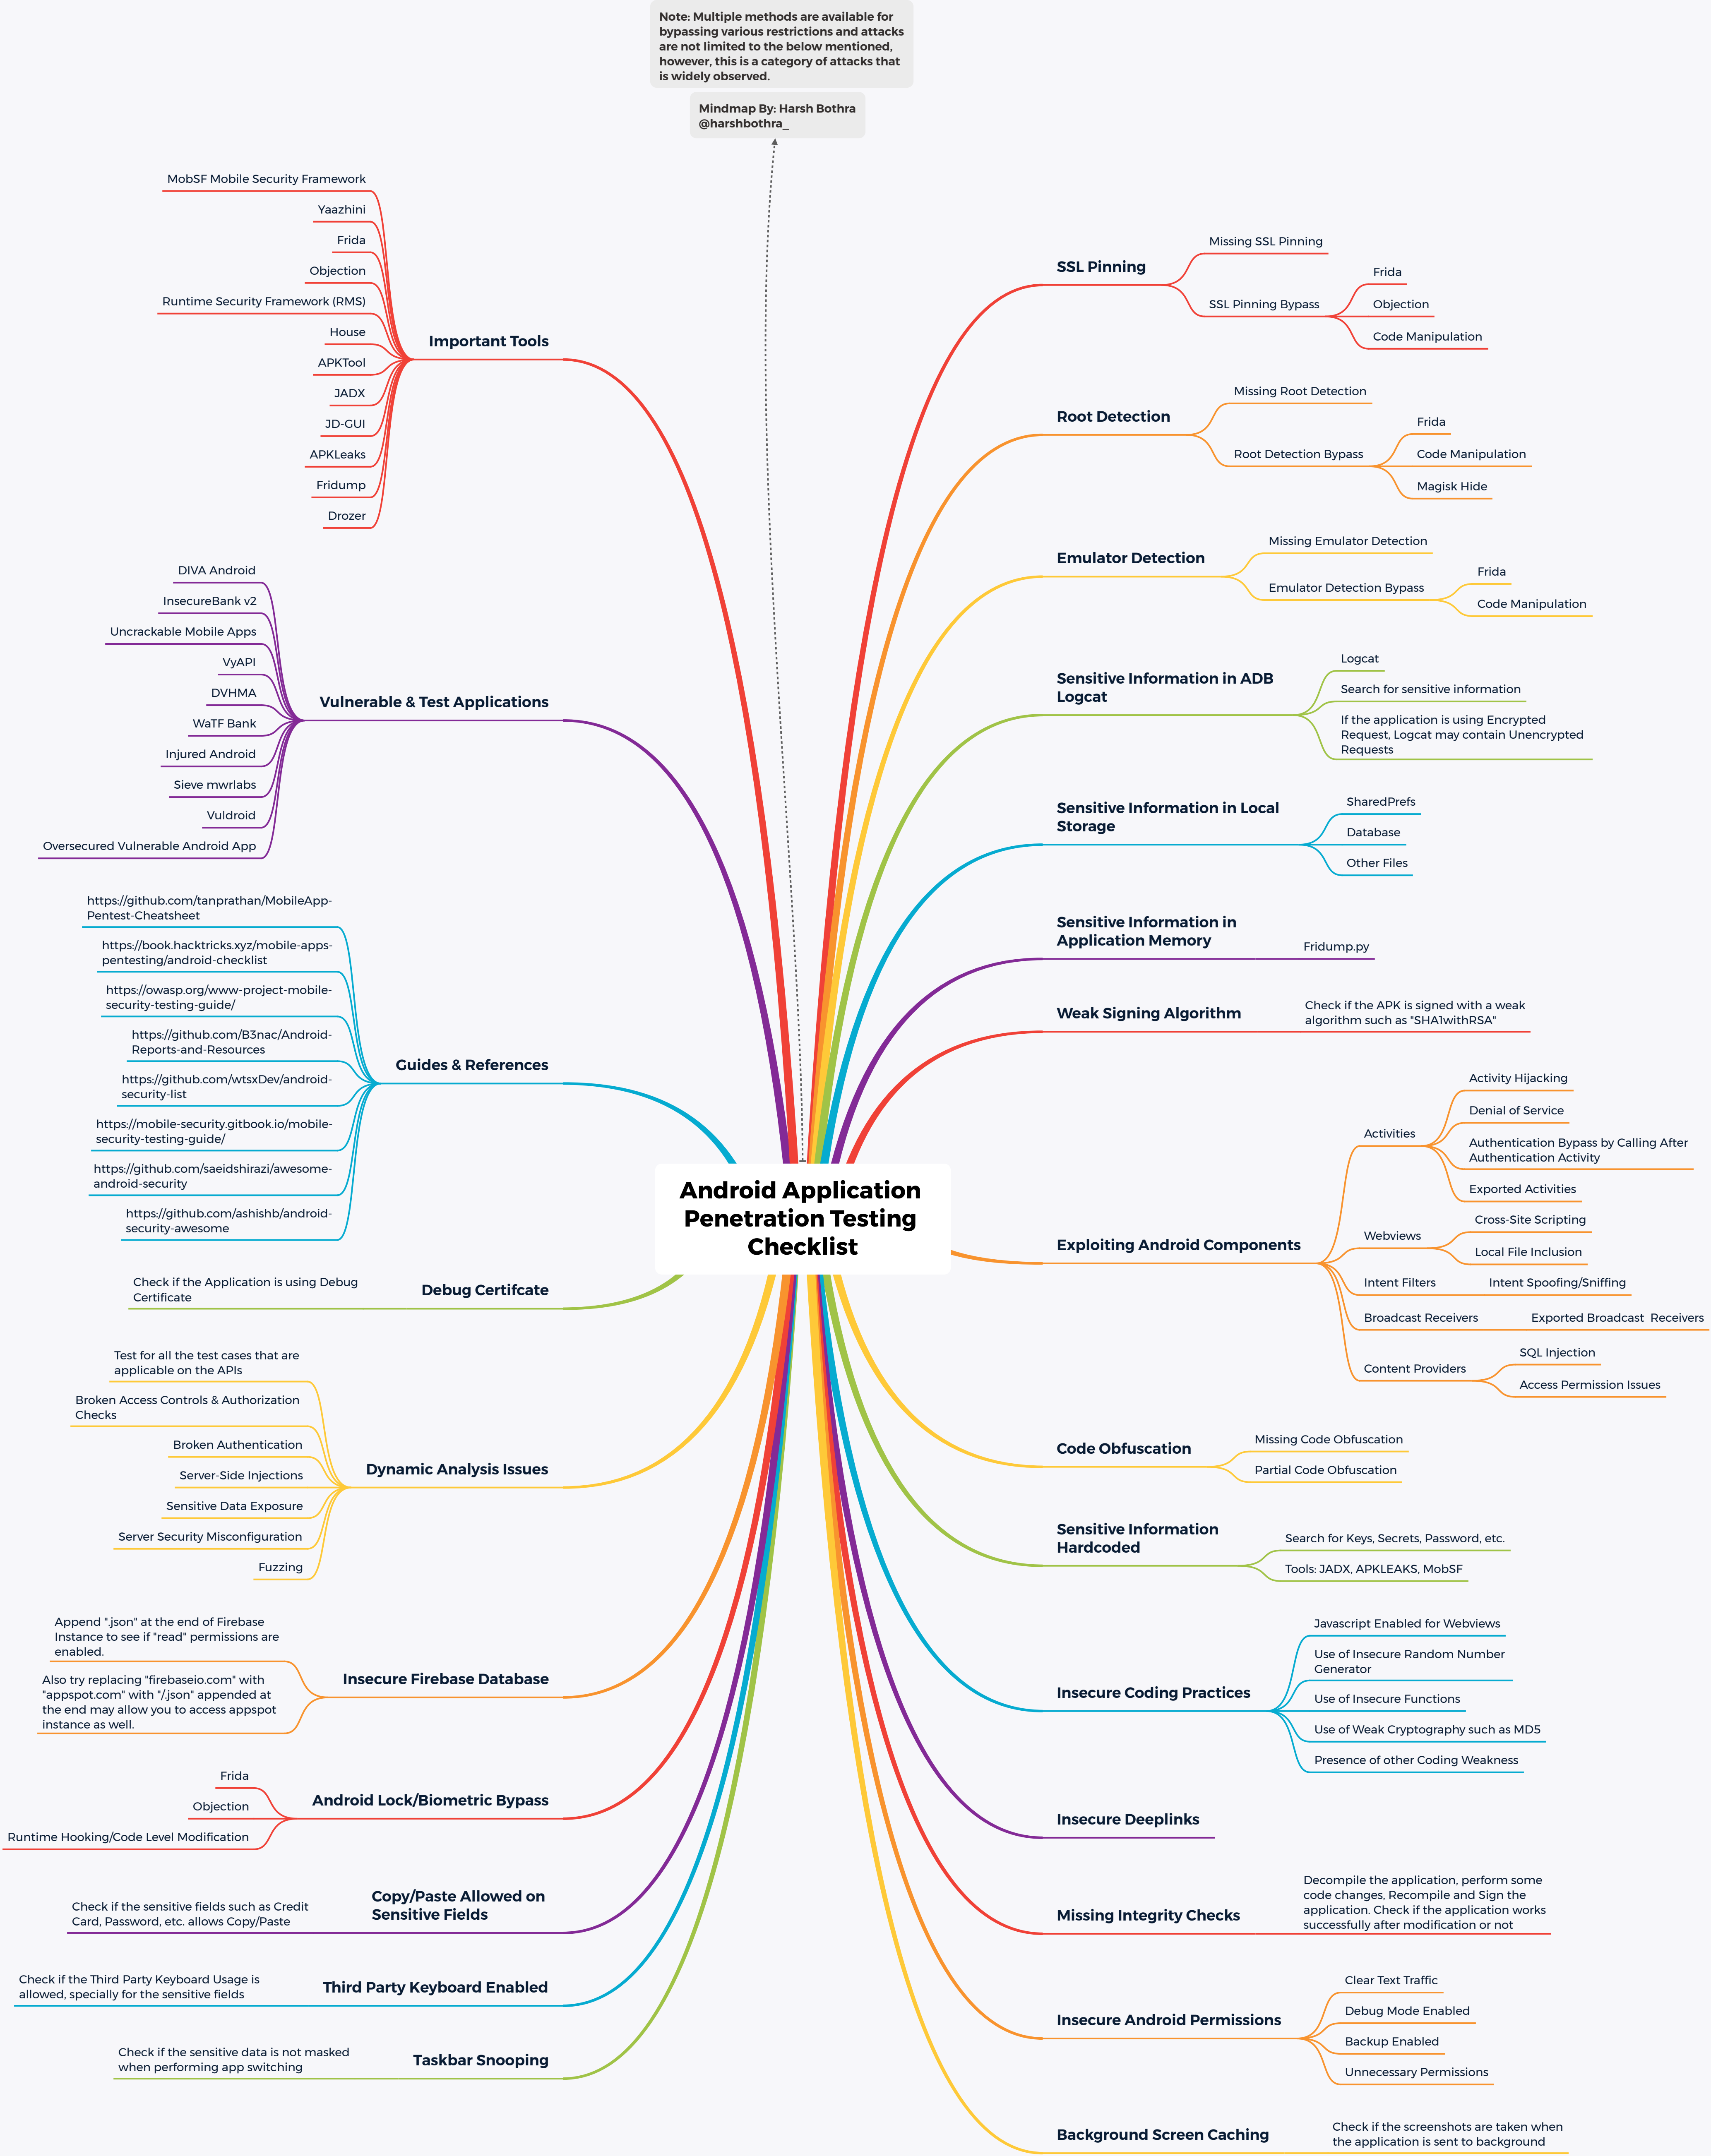 Note: Multiple methods are available for
bypassing various restrictions and attacks
are not limited to the below mentioned,
however, this is a category of attacks that
is widely observed.
Mindmap By: Harsh Bothra
@harshbothra_
Android Application
Penetration Testing
Checklist
Important Tools
MobSF Mobile Security Framework
Yaazhini
Frida
Objection
Runtime Security Framework (RMS)
House
APKTool
JADX
JD-GUI
APKLeaks
Fridump
Drozer
Vulnerable & Test Applications
DIVA Android
InsecureBank v2
Uncrackable Mobile Apps
VyAPI
DVHMA
WaTF Bank
Injured Android
Sieve mwrlabs
Vuldroid
Oversecured Vulnerable Android App
Guides & References
https://github.com/tanprathan/MobileApp-
Pentest-Cheatsheet
https://book.hacktricks.xyz/mobile-apps-
pentesting/android-checklist
https://owasp.org/www-project-mobile-
security-testing-guide/
https://github.com/B3nac/Android-
Reports-and-Resources
https://github.com/wtsxDev/android-
security-list
https://mobile-security.gitbook.io/mobile-
security-testing-guide/
https://github.com/saeidshirazi/awesome-
android-security
https://github.com/ashishb/android-
security-awesome
Debug Certifcate
Check if the Application is using Debug
Certificate
Dynamic Analysis Issues
Test for all the test cases that are
applicable on the APIs
Broken Access Controls & Authorization
Checks
Broken Authentication
Server-Side Injections
Sensitive Data Exposure
Server Security Misconfiguration
Fuzzing
Insecure Firebase Database
Append ".json" at the end of Firebase
Instance to see if "read" permissions are
enabled.
Also try replacing "firebaseio.com" with
"appspot.com" with "/.json" appended at
the end may allow you to access appspot
instance as well.
Android Lock/Biometric Bypass
Frida
Objection
Runtime Hooking/Code Level Modification
Copy/Paste Allowed on
Sensitive Fields
Check if the sensitive fields such as Credit
Card, Password, etc. allows Copy/Paste
Third Party Keyboard Enabled
Check if the Third Party Keyboard Usage is
allowed, specially for the sensitive fields
Taskbar Snooping
Check if the sensitive data is not masked
when performing app switching
SSL Pinning
Missing SSL Pinning
SSL Pinning Bypass
Frida
Objection
Code Manipulation
Root Detection
Missing Root Detection
Root Detection Bypass
Frida
Code Manipulation
Magisk Hide
Emulator Detection
Missing Emulator Detection
Emulator Detection Bypass
Frida
Code Manipulation
Sensitive Information in ADB
Logcat
Logcat
Search for sensitive information
If the application is using Encrypted
Request, Logcat may contain Unencrypted
Requests
Sensitive Information in Local
Storage
SharedPrefs
Database
Other Files
Sensitive Information in
Application Memory
Fridump.py
Weak Signing Algorithm
Check if the APK is signed with a weak
algorithm such as "SHA1withRSA"
Exploiting Android Components
Activities
Activity Hijacking
Denial of Service
Authentication Bypass by Calling After
Authentication Activity
Exported Activities
Webviews
Cross-Site Scripting
Local File Inclusion
Intent Filters
Intent Spoofing/Sniffing
Broadcast Receivers
Exported Broadcast  Receivers
Content Providers
SQL Injection
Access Permission Issues
Code Obfuscation
Missing Code Obfuscation
Partial Code Obfuscation
Sensitive Information
Hardcoded
Search for Keys, Secrets, Password, etc.
Tools: JADX, APKLEAKS, MobSF
Insecure Coding Practices
Javascript Enabled for Webviews
Use of Insecure Random Number
Generator
Use of Insecure Functions
Use of Weak Cryptography such as MD5
Presence of other Coding Weakness
Insecure Deeplinks
Missing Integrity Checks
Decompile the application, perform some
code changes, Recompile and Sign the
application. Check if the application works
successfully after modification or not
Insecure Android Permissions
Clear Text Traffic
Debug Mode Enabled
Backup Enabled
Unnecessary Permissions
Background Screen Caching
Check if the screenshots are taken when
the application is sent to background